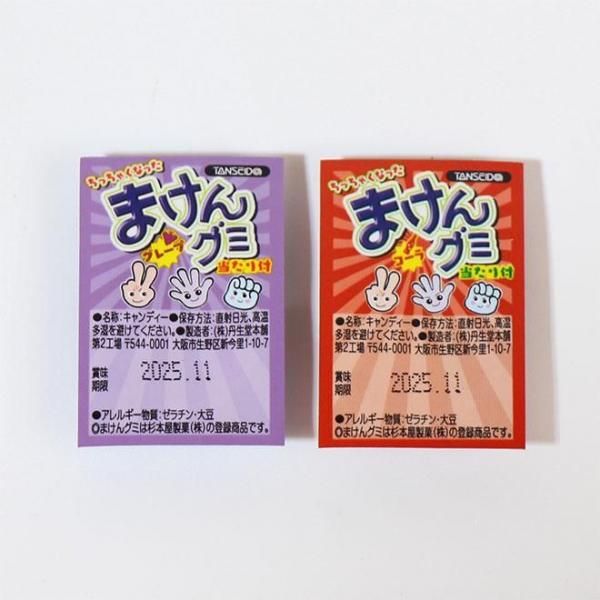 ちっちゃくなった
TANSEIDO
まけん
グレープ
グミ
当たり付
●名称:キャンディー●保存方法:直射日光、高温
多湿を避けてください。●製造者:(株)丹生堂本舗
第2工場 〒544-0001 大阪市生野区新今里1-10-7
賞味
期限
2025.11
●アレルギー物質:ゼラチン・大豆
◎まけんグミは杉本屋製菓(株)の登録商品です。
ちっちゃくなった
TANSEIDO
まけん
コーラ
グミ
当たり付
●名称:キャンディー●保存方法:直射日光、高温
多湿を避けてください。●製造者:(株)丹生堂本舗
第2工場 〒544-0001 大阪市生野区新今里1-10-7
賞味
期限
2025.11
●アレルギー物質:ゼラチン・大豆
◎まけんグミは杉本屋製菓(株)の登録商品です。